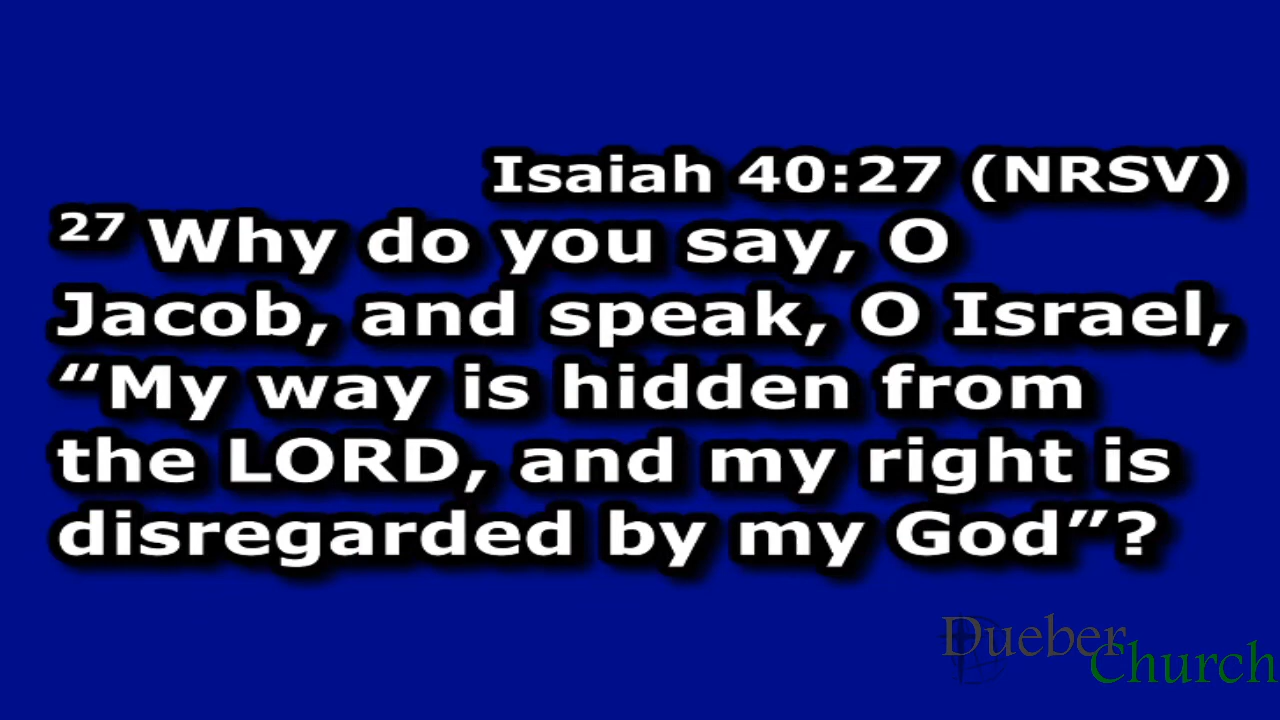 Isaiah 40:27 (NRSV)
27 Why do you say, O
Jacob, and speak, O Israel,
“My way is hidden from
the LORD, and my right is
disregarded by my God”?
Dueber
Church